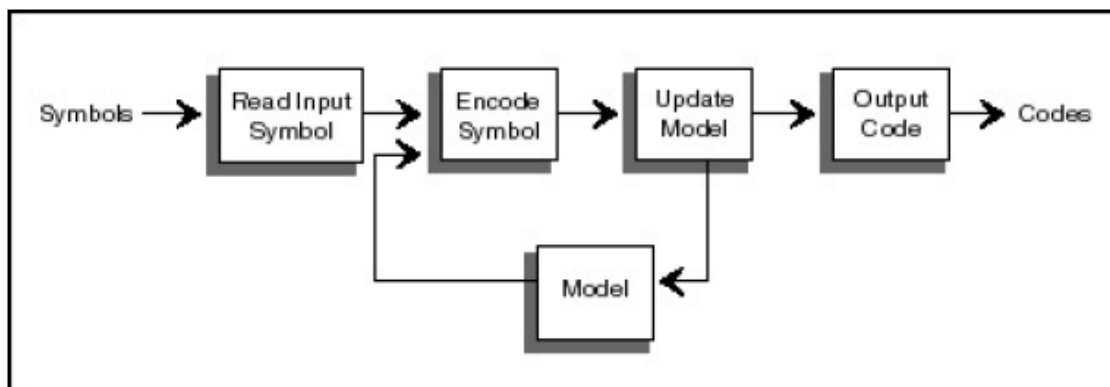 Symbols
Read Input
Symbol
Encode
Symbol
Update
Model
Output
Code
Codes
Model